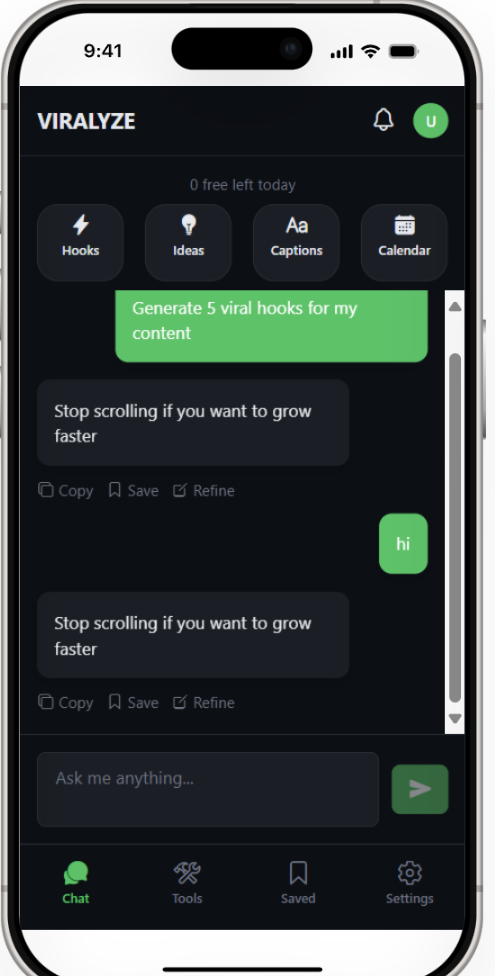 9:41
VIRALYZE
U
0 free left today
Hooks
Ideas
Aa
Captions
Calendar
Generate 5 viral hooks for my
content
Stop scrolling if you want to grow
faster
Copy Save Refine
hi
Stop scrolling if you want to grow
faster
Copy Save Refine
Ask me anything...
Chat
Tools
Saved
Settings